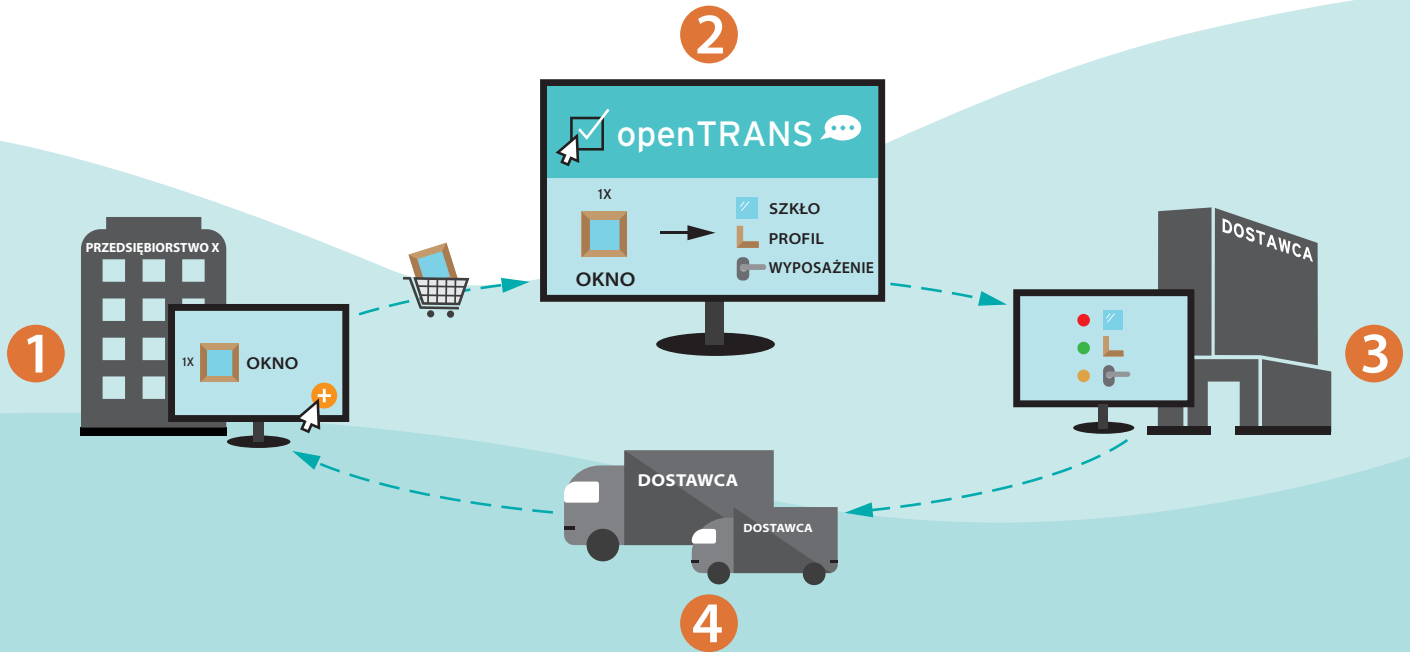 2
openTRANS
1X
OKNO
SZKŁO
PROFIL
WYPOSAŻENIE
PRZEDSIĘBIORSTWO X
1
1X
OKNO
DOSTAWCA
3
DOSTAWCA
DOSTAWCA
4